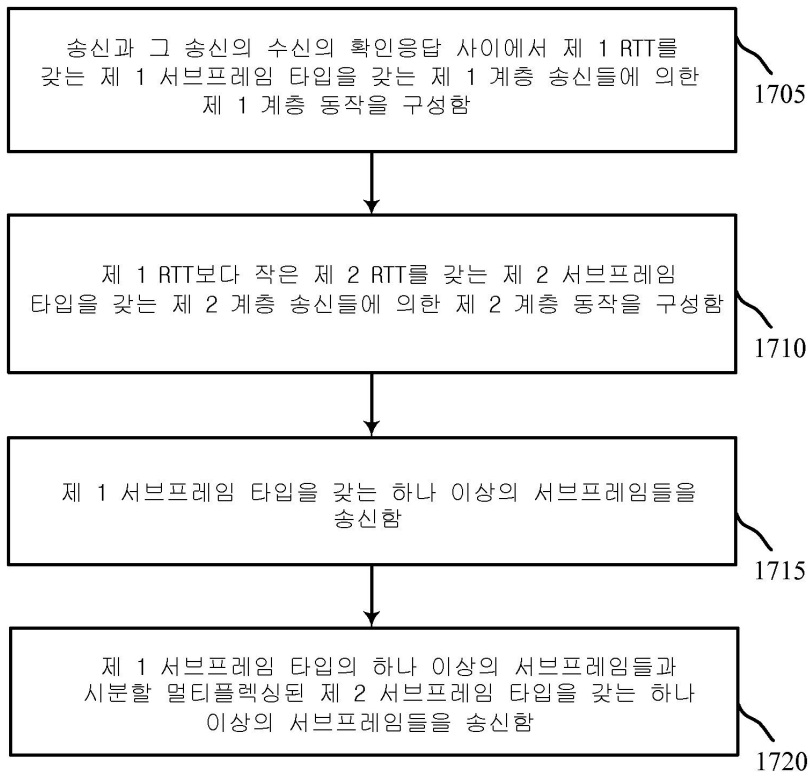 송신과 그 송신의 수신의 확인응답 사이에서 제 1 RTT를
갖는 제 1 서브프레임 타입을 갖는 제 1 계층 송신들에 의한
제 1 계층 동작을 구성함
1705
제 1 RTT보다 작은 제 2 RTT를 갖는 제 2 서브프레임
타입을 갖는 제 2 계층 송신들에 의한 제 2 계층 동작을 구성함
1710
제 1 서브프레임 타입을 갖는 하나 이상의 서브프레임들을
송신함
1715
제 1 서브프레임 타입의 하나 이상의 서브프레임들과
시분할 멀티플렉싱된 제 2 서브프레임 타입을 갖는 하나
이상의 서브프레임들을 송신함
1720